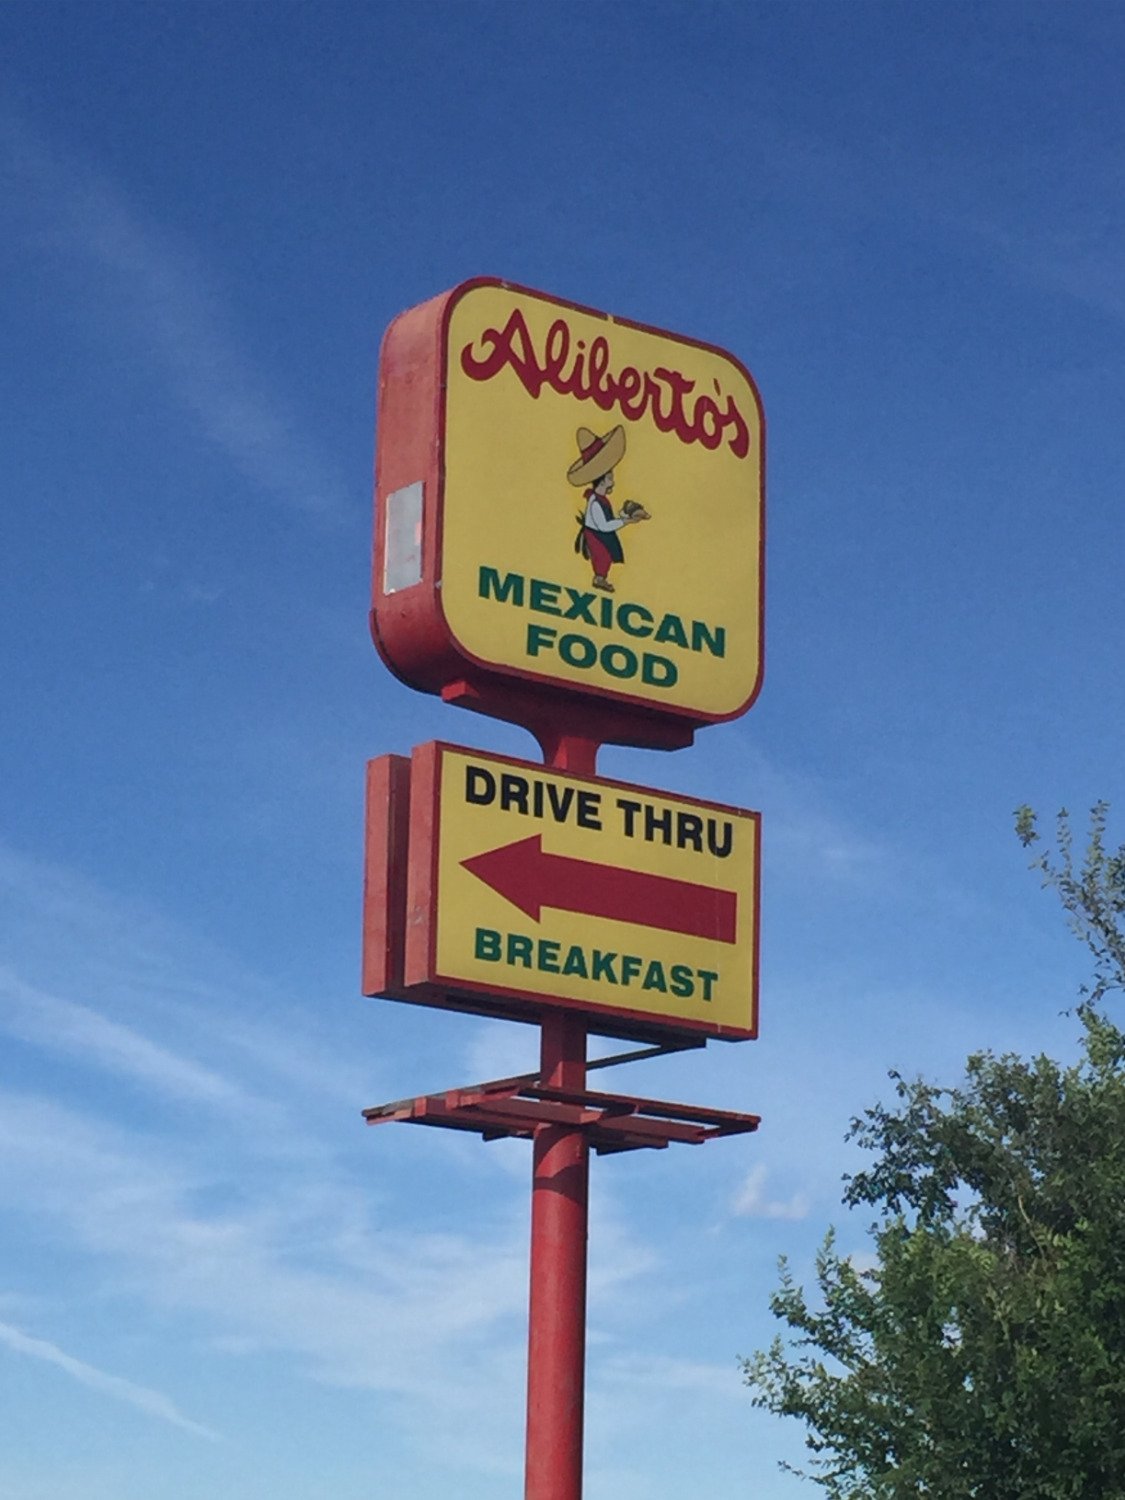 Aliberto's
MEXICAN
FOOD
DRIVE THRU
BREAKFAST